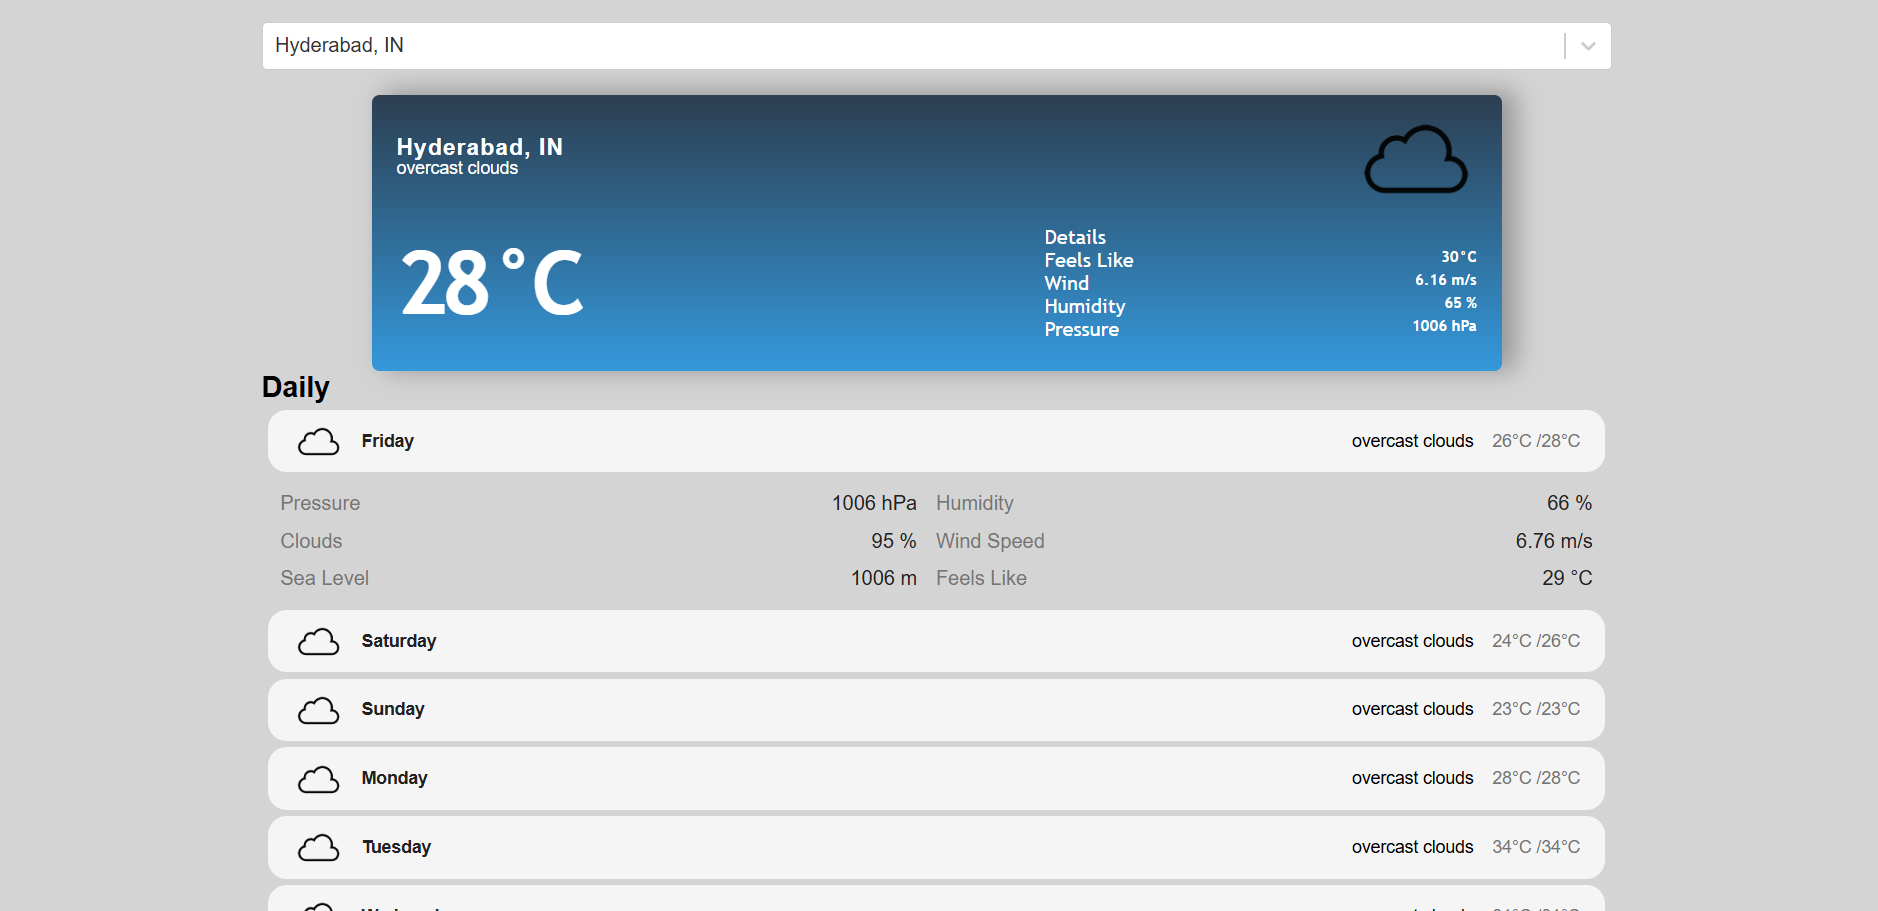 Hyderabad, IN
Hyderabad, IN
overcast clouds
28°C
Details
Feels Like 30°C
Wind 6.16 m/s
Humidity 65 %
Pressure 1006 hPa
Daily
Friday overcast clouds 26°C /28°C
Pressure 1006 hPa Humidity 66 %
Clouds 95 % Wind Speed 6.76 m/s
Sea Level 1006 m Feels Like 29 °C
Saturday overcast clouds 24°C /26°C
Sunday overcast clouds 23°C /23°C
Monday overcast clouds 28°C /28°C
Tuesday overcast clouds 34°C /34°C